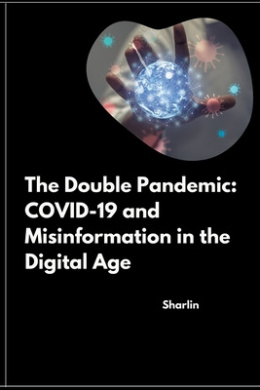 The Double Pandemic:
COVID-19 and
Misinformation in the
Digital Age
Sharlin